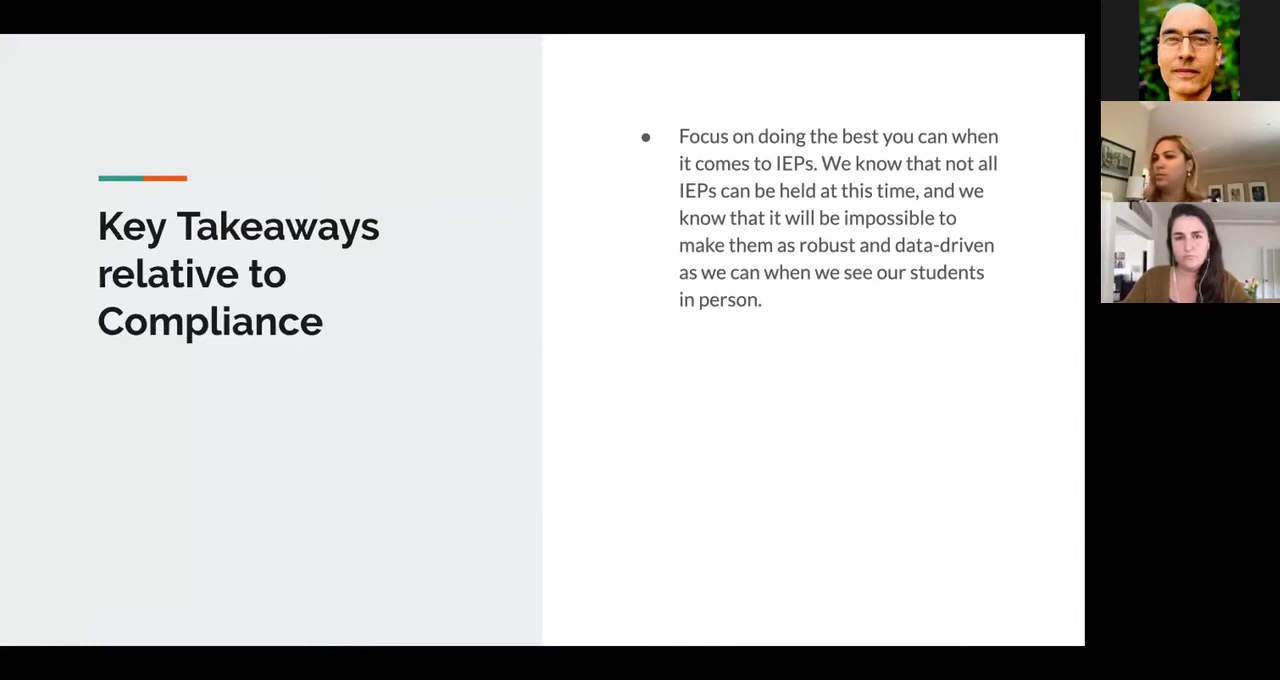 Key Takeaways
relative to
Compliance
● Focus on doing the best you can when
it comes to IEPs. We know that not all
IEPs can be held at this time, and we
know that it will be impossible to
make them as robust and data-driven
as we can when we see our students
in person.